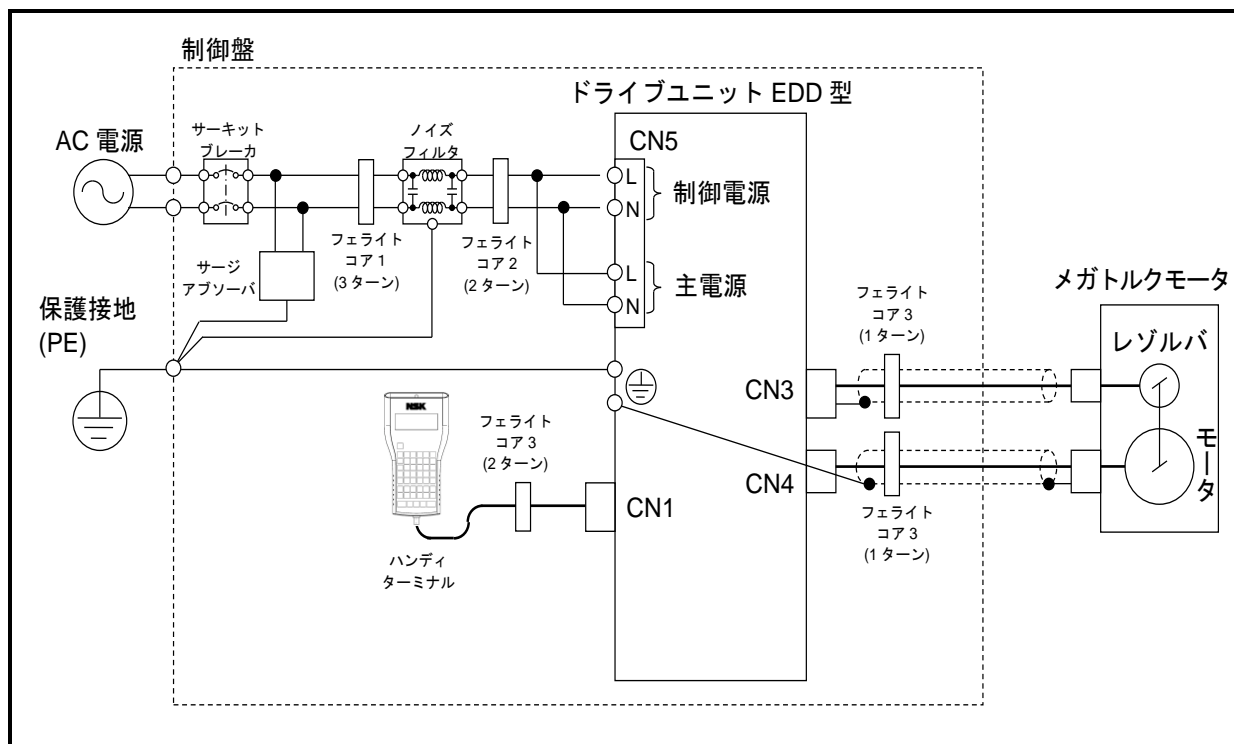 制御盤
ドライブユニット EDD 型
AC 電源
サーキット
ブレーカ
ノイズ
フィルタ
CN5
L
N
制御電源
L
N
主電源
サージ
アブソーバ
フェライト
コア 1
(3 ターン)
フェライト
コア 2
(2 ターン)
保護接地
(PE)
フェライト
コア 3
(1 ターン)
メガトルクモータ
レゾルバ
モータ
CN3
CN4
NSK
フェライト
コア 3
(2 ターン)
CN1
フェライト
コア 3
(1 ターン)
ハンディ
ターミナル